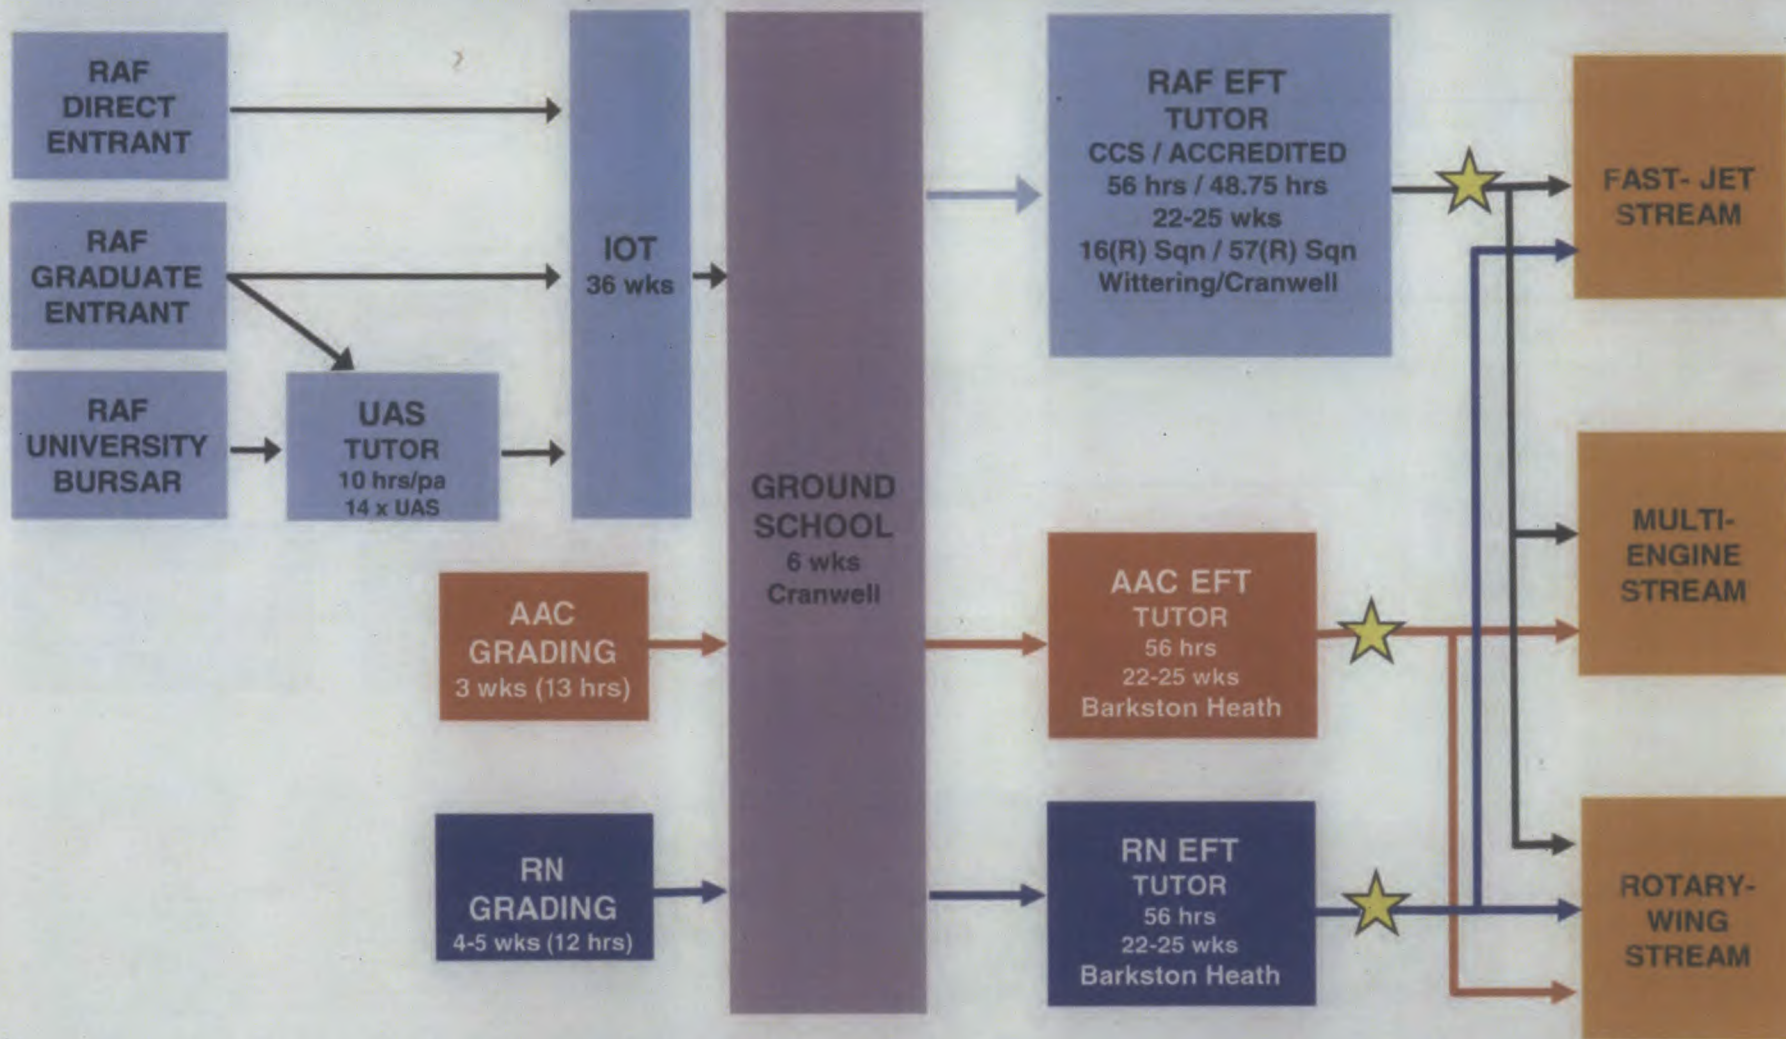 RAF
DIRECT
ENTRANT
RAF
GRADUATE
ENTRANT
RAF
UNIVERSITY
BURSAR
UAS
TUTOR
10 hrs/pa
14 x UAS
IOT
36 wks
AAC
GRADING
3 wks (13 hrs)
RN
GRADING
4-5 wks (12 hrs)
GROUND
SCHOOL
6 wks
Cranwell
RAF EFT
TUTOR
CCS / ACCREDITED
56 hrs / 48.75 hrs
22-25 wks
16(R) Sqn / 57(R) Sqn
Wittering/Cranwell
AAC EFT
TUTOR
56 hrs
22-25 wks
Barkston Heath
RN EFT
TUTOR
56 hrs
22-25 wks
Barkston Heath
FAST- JET
STREAM
MULTI-
ENGINE
STREAM
ROTARY-
WING
STREAM